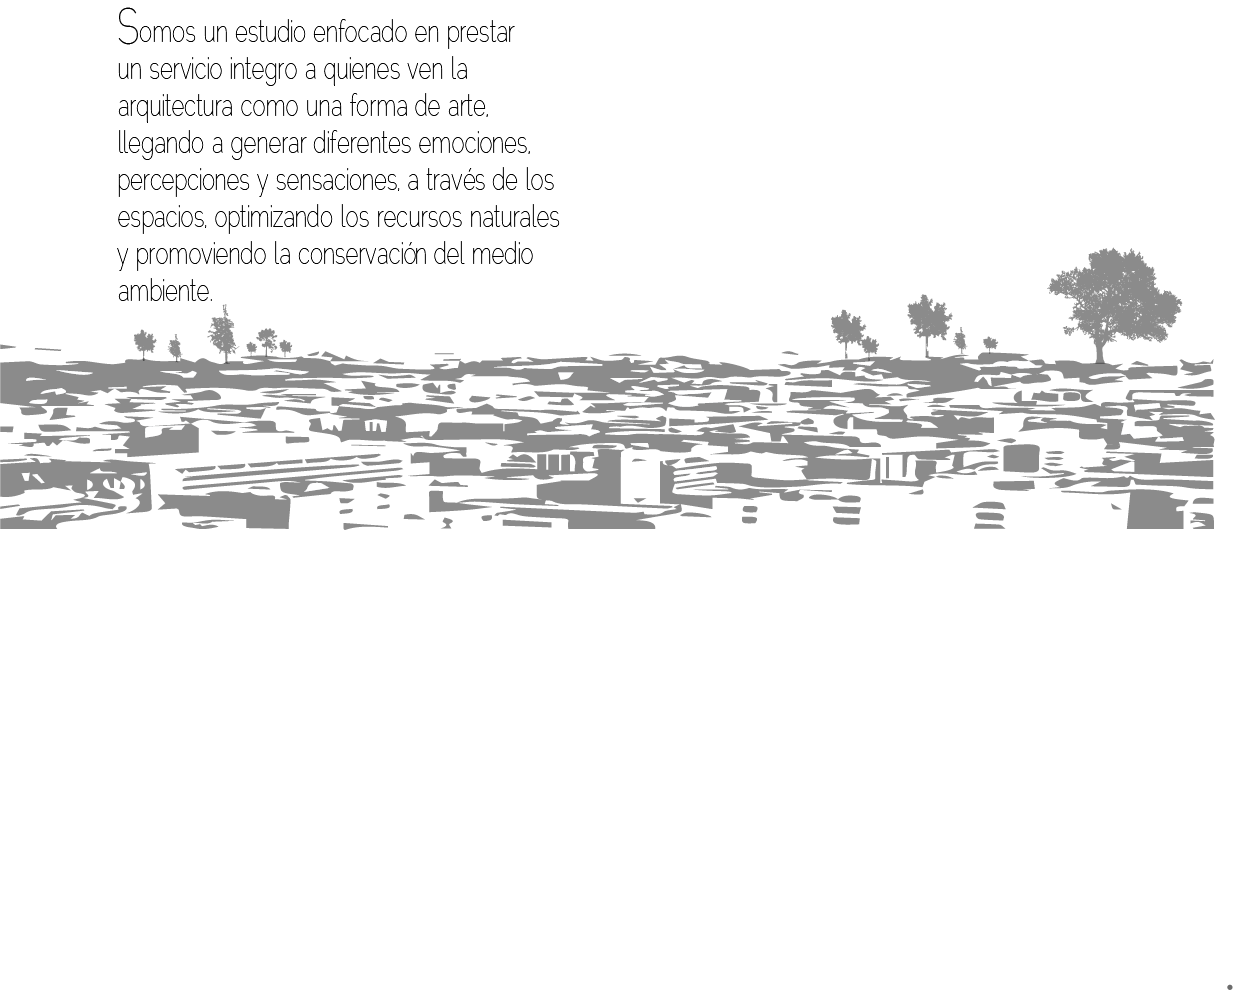 Somos un estudio enfocado en prestar
un servicio integro a quienes ven la
arquitectura como una forma de arte,
llegando a generar diferentes emociones,
percepciones y sensaciones, a través de los
espacios, optimizando los recursos naturales
y promoviendo la conservación del medio
ambiente.